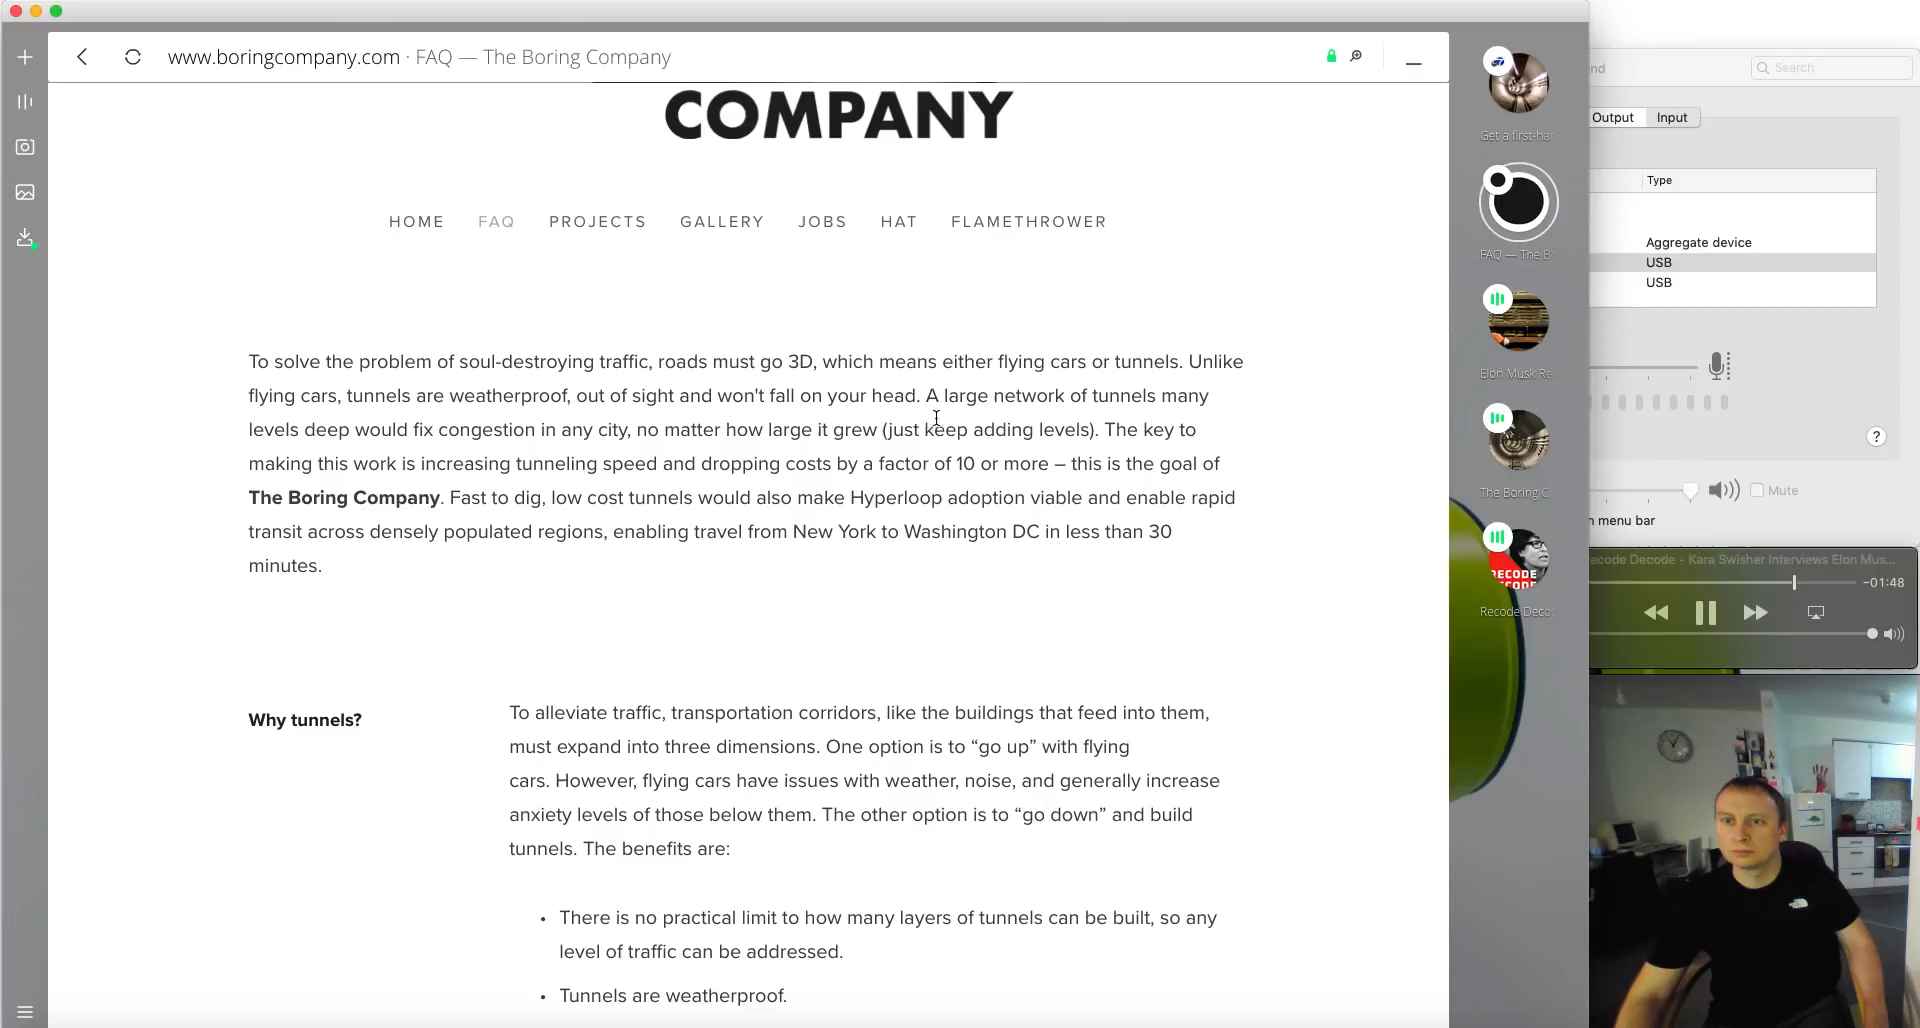 www.boringcompany.com · FAQ — The Boring Company
COMPANY
HOME FAQ PROJECTS GALLERY JOBS HAT FLAMETHROWER
To solve the problem of soul-destroying traffic, roads must go 3D, which means either flying cars or tunnels. Unlike
flying cars, tunnels are weatherproof, out of sight and won't fall on your head. A large network of tunnels many
levels deep would fix congestion in any city, no matter how large it grew (just keep adding levels). The key to
making this work is increasing tunneling speed and dropping costs by a factor of 10 or more – this is the goal of
The Boring Company. Fast to dig, low cost tunnels would also make Hyperloop adoption viable and enable rapid
transit across densely populated regions, enabling travel from New York to Washington DC in less than 30
minutes.
Why tunnels?
To alleviate traffic, transportation corridors, like the buildings that feed into them,
must expand into three dimensions. One option is to “go up” with flying
cars. However, flying cars have issues with weather, noise, and generally increase
anxiety levels of those below them. The other option is to “go down” and build
tunnels. The benefits are:
• There is no practical limit to how many layers of tunnels can be built, so any
level of traffic can be addressed.
• Tunnels are weatherproof.
Get a first-ha
FAQ — The B
Elon Musk Re
The Boring C
RECODE
DECODE
Recode Deco
nd
Search
Output Input
Type
Aggregate device
USB
USB
?
Mute
n menu bar
ecode Decode - Kara Swisher Interviews Elon Mus...
−01:48